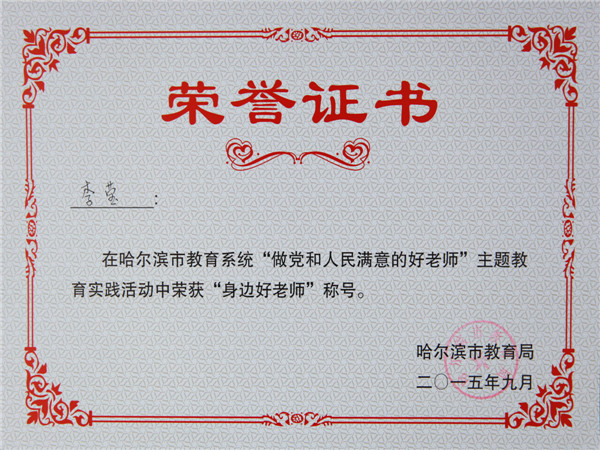 荣誉证书
李莹：
在哈尔滨市教育系统“做党和人民满意的好老师”主题教
育实践活动中荣获“身边好老师”称号。
哈尔滨市教育局
二〇一五年九月